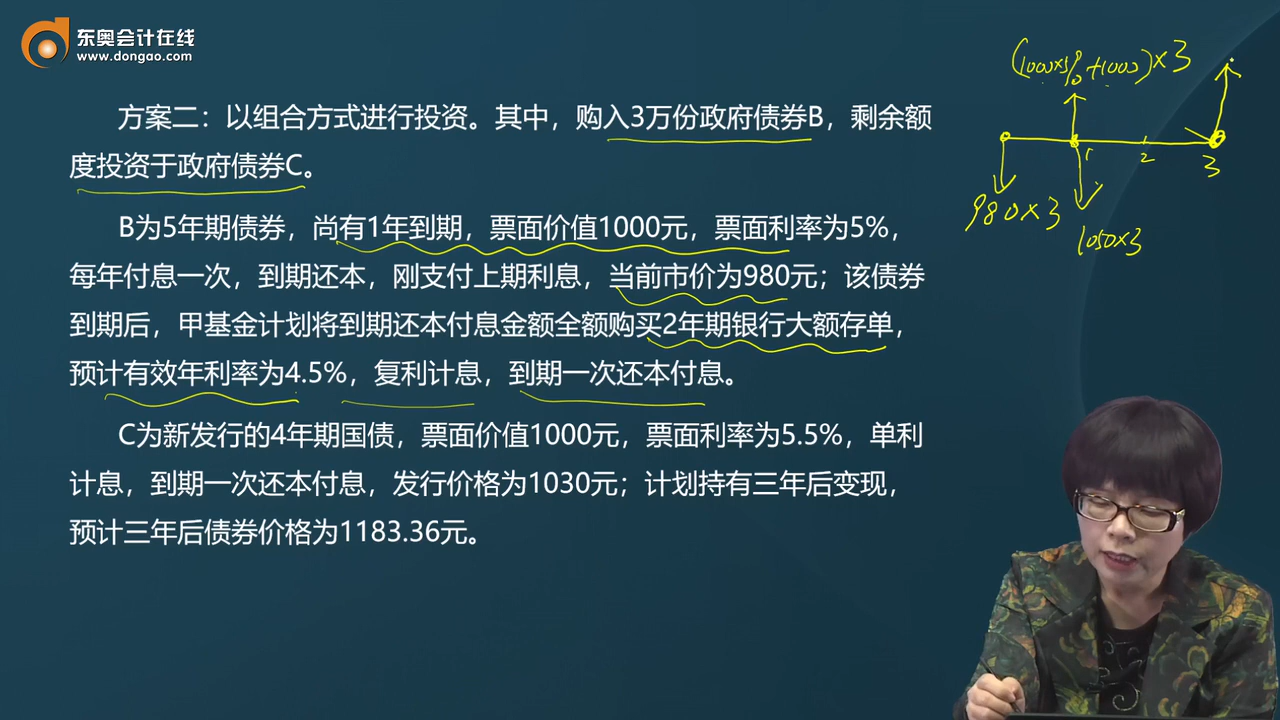 东奥会计在线
www.dongao.com
(1000×5%+1000)×3
方案二：以组合方式进行投资。其中，购入3万份政府债券B，剩余额
度投资于政府债券C。
1 2 3
980×3
1050×3
B为5年期债券，尚有1年到期，票面价值1000元，票面利率为5%，
每年付息一次，到期还本，刚支付上期利息，当前市价为980元；该债券
到期后，甲基金计划将到期还本付息金额全额购买2年期银行大额存单，
预计有效年利率为4.5%，复利计息，到期一次还本付息。
C为新发行的4年期国债，票面价值1000元，票面利率为5.5%，单利
计息，到期一次还本付息，发行价格为1030元；计划持有三年后变现，
预计三年后债券价格为1183.36元。